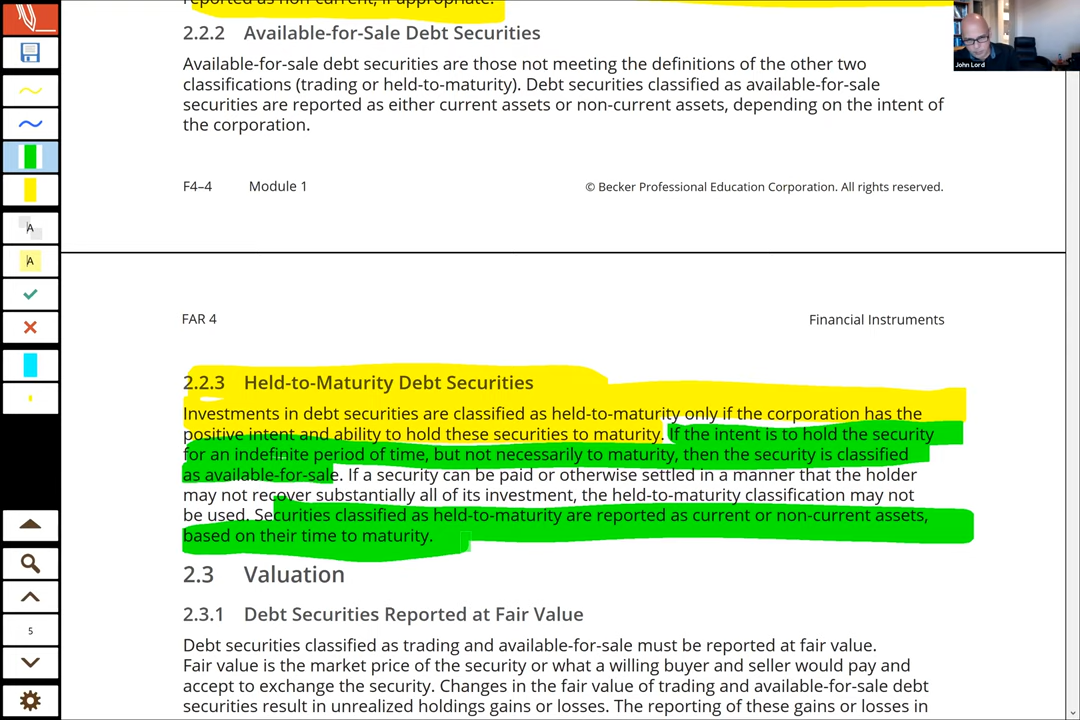 reported as non-current, if appropriate.
2.2.2 Available-for-Sale Debt Securities
Available-for-sale debt securities are those not meeting the definitions of the other two
classifications (trading or held-to-maturity). Debt securities classified as available-for-sale
securities are reported as either current assets or non-current assets, depending on the intent of
the corporation.
John Lord
F4–4 Module 1 © Becker Professional Education Corporation. All rights reserved.
FAR 4 Financial Instruments
2.2.3 Held-to-Maturity Debt Securities
Investments in debt securities are classified as held-to-maturity only if the corporation has the
positive intent and ability to hold these securities to maturity. If the intent is to hold the security
for an indefinite period of time, but not necessarily to maturity, then the security is classified
as available-for-sale. If a security can be paid or otherwise settled in a manner that the holder
may not recover substantially all of its investment, the held-to-maturity classification may not
be used. Securities classified as held-to-maturity are reported as current or non-current assets,
based on their time to maturity.
2.3 Valuation
2.3.1 Debt Securities Reported at Fair Value
Debt securities classified as trading and available-for-sale must be reported at fair value.
Fair value is the market price of the security or what a willing buyer and seller would pay and
accept to exchange the security. Changes in the fair value of trading and available-for-sale debt
securities result in unrealized holdings gains or losses. The reporting of these gains or losses in
A
A
5